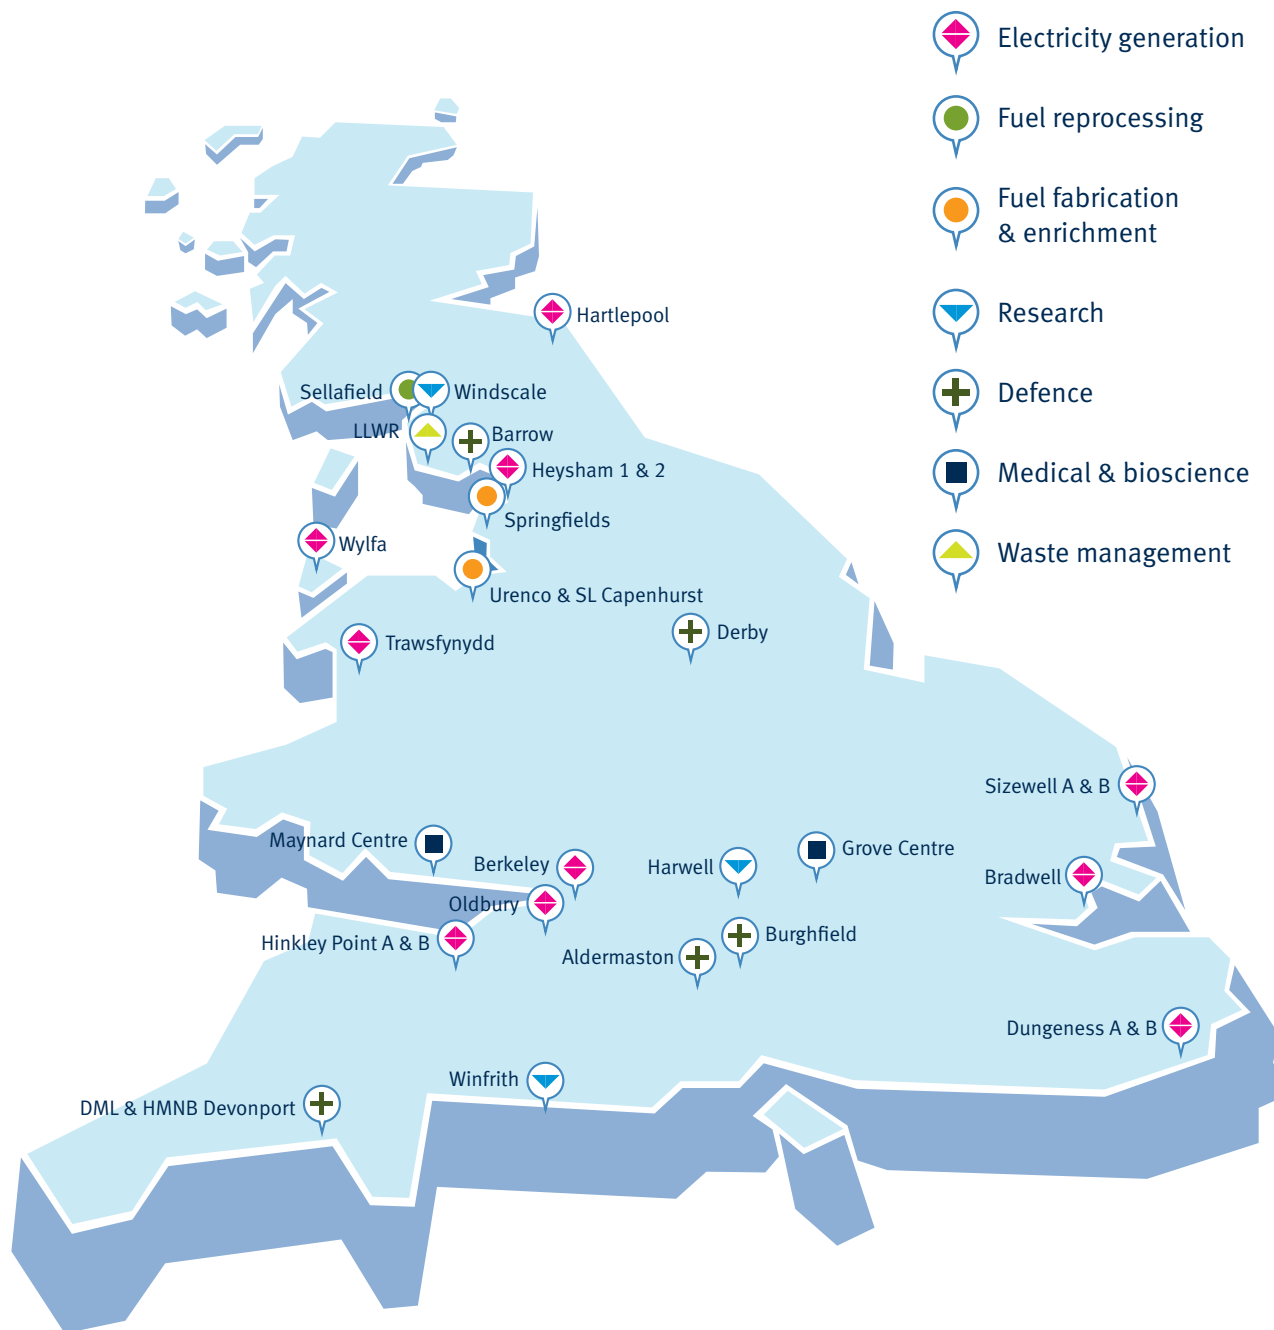 Electricity generation
Fuel reprocessing
Fuel fabrication
& enrichment
Research
Defence
Medical & bioscience
Waste management
Hartlepool
Sellafield
Windscale
LLWR
Barrow
Heysham 1 & 2
Springfields
Wylfa
Urenco & SL Capenhurst
Derby
Trawsfynydd
Sizewell A & B
Maynard Centre
Berkeley
Harwell
Grove Centre
Bradwell
Oldbury
Hinkley Point A & B
Burghfield
Aldermaston
Dungeness A & B
Winfrith
DML & HMNB Devonport